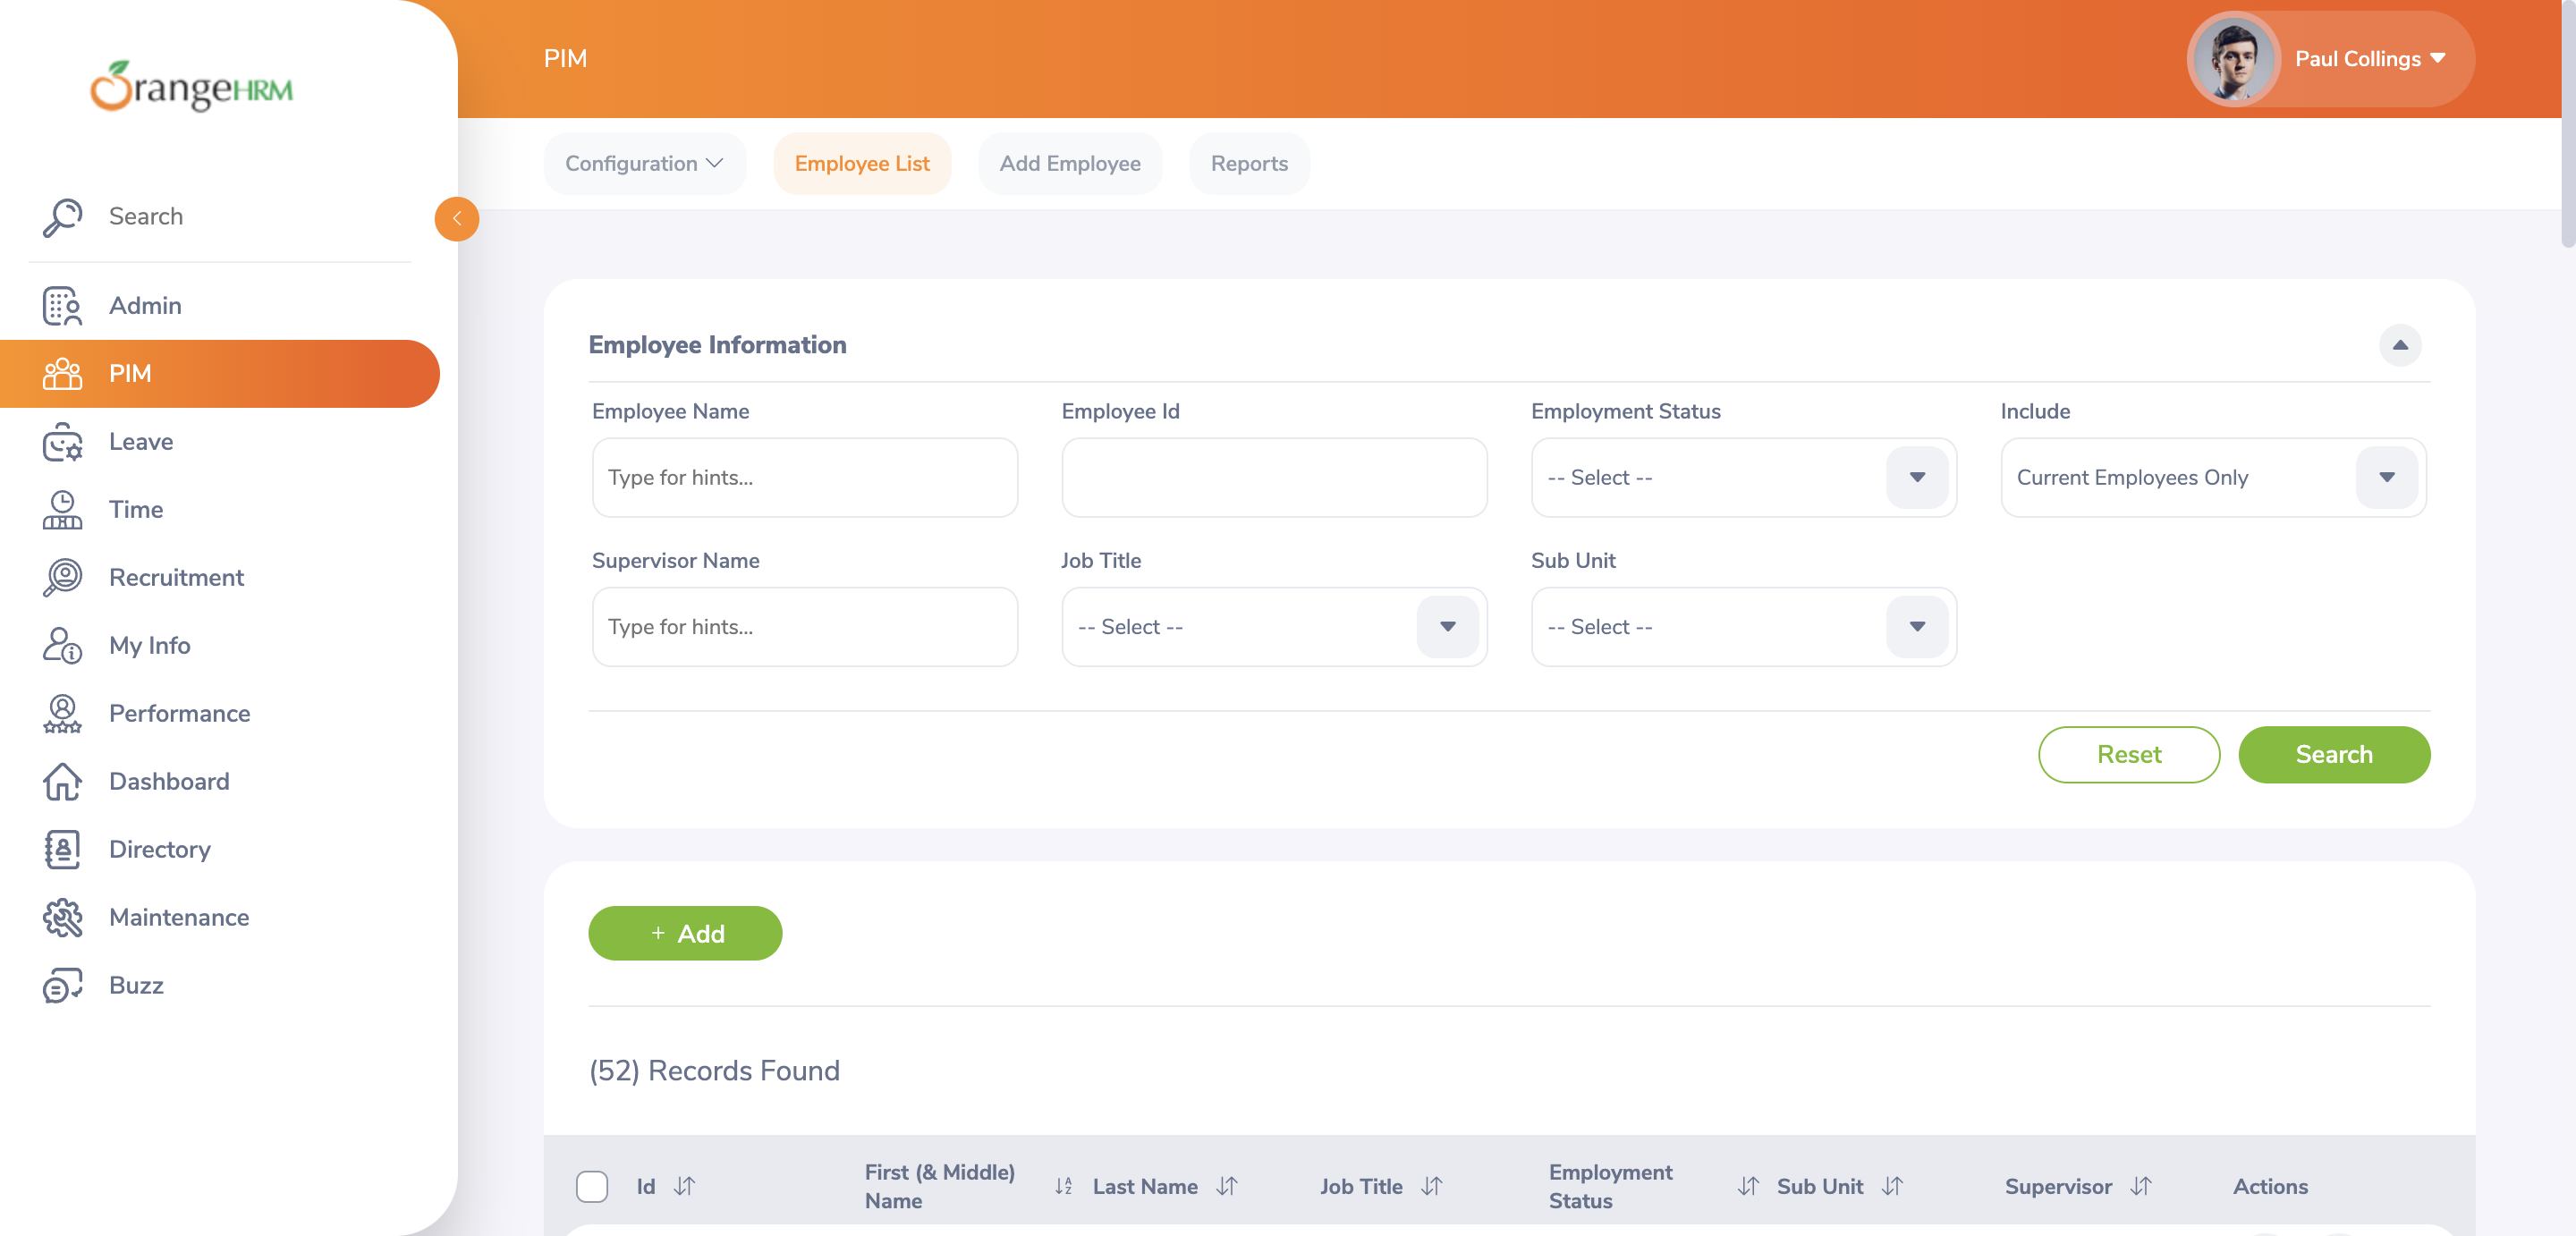 OrangeHRM
Search
Admin
PIM
Leave
Time
Recruitment
My Info
Performance
Dashboard
Directory
Maintenance
Buzz
PIM
Paul Collings
Configuration
Employee List
Add Employee
Reports
Employee Information
Employee Name
Employee Id
Employment Status
Include
Type for hints...
-- Select --
Current Employees Only
Supervisor Name
Job Title
Sub Unit
Type for hints...
-- Select --
-- Select --
Reset
Search
+ Add
(52) Records Found
Id
First (& Middle)
Name
Last Name
Job Title
Employment
Status
Sub Unit
Supervisor
Actions